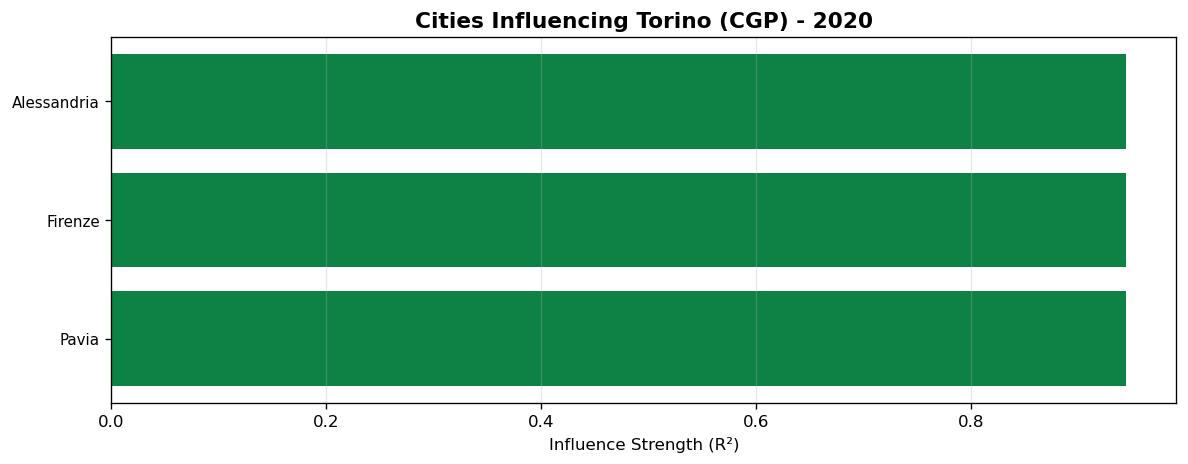 Cities Influencing Torino (CGP) - 2020
Alessandria
Firenze
Pavia
0.0 0.2 0.4 0.6 0.8
Influence Strength (R²)